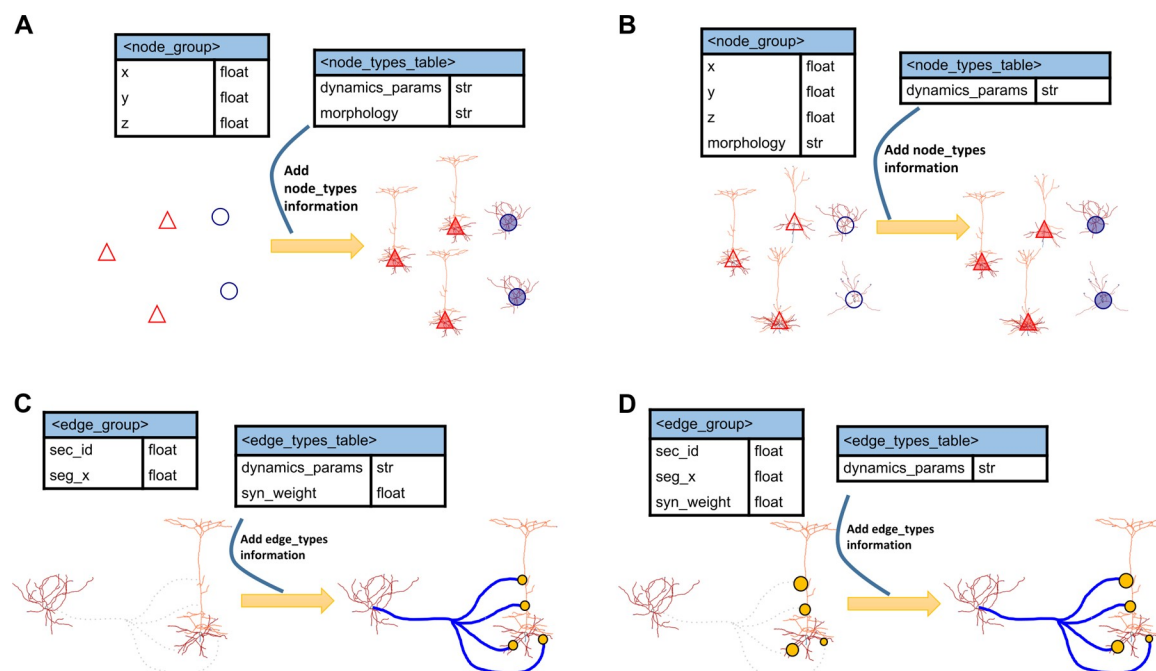 A
<node_group>
x float
y float
z float
<node_types_table>
dynamics_params str
morphology str
Add
node_types
information
B
<node_group>
x float
y float
z float
morphology str
<node_types_table>
dynamics_params str
Add node_types
information
C
<edge_group>
sec_id float
seg_x float
<edge_types_table>
dynamics_params str
syn_weight float
Add edge_types
information
D
<edge_group>
sec_id float
seg_x float
syn_weight float
<edge_types_table>
dynamics_params str
Add edge_types
information